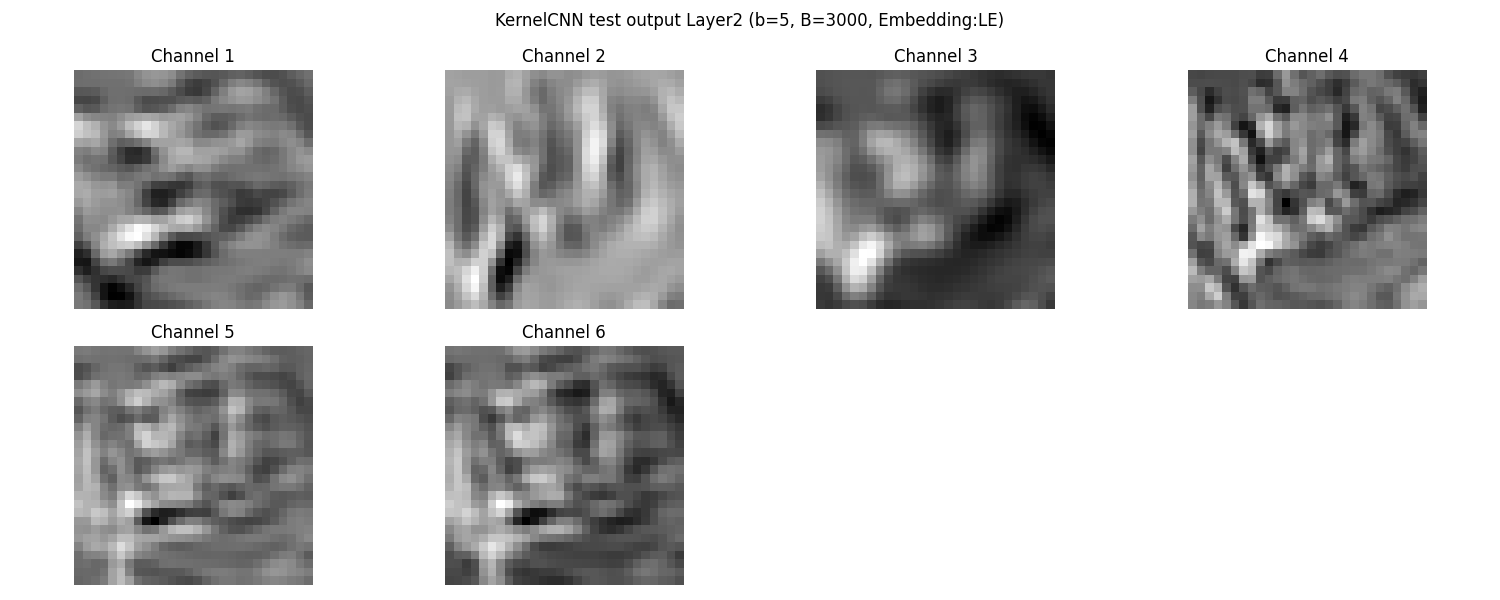 KernelCNN test output Layer2 (b=5, B=3000, Embedding:LE)
Channel 1
Channel 2
Channel 3
Channel 4
Channel 5
Channel 6